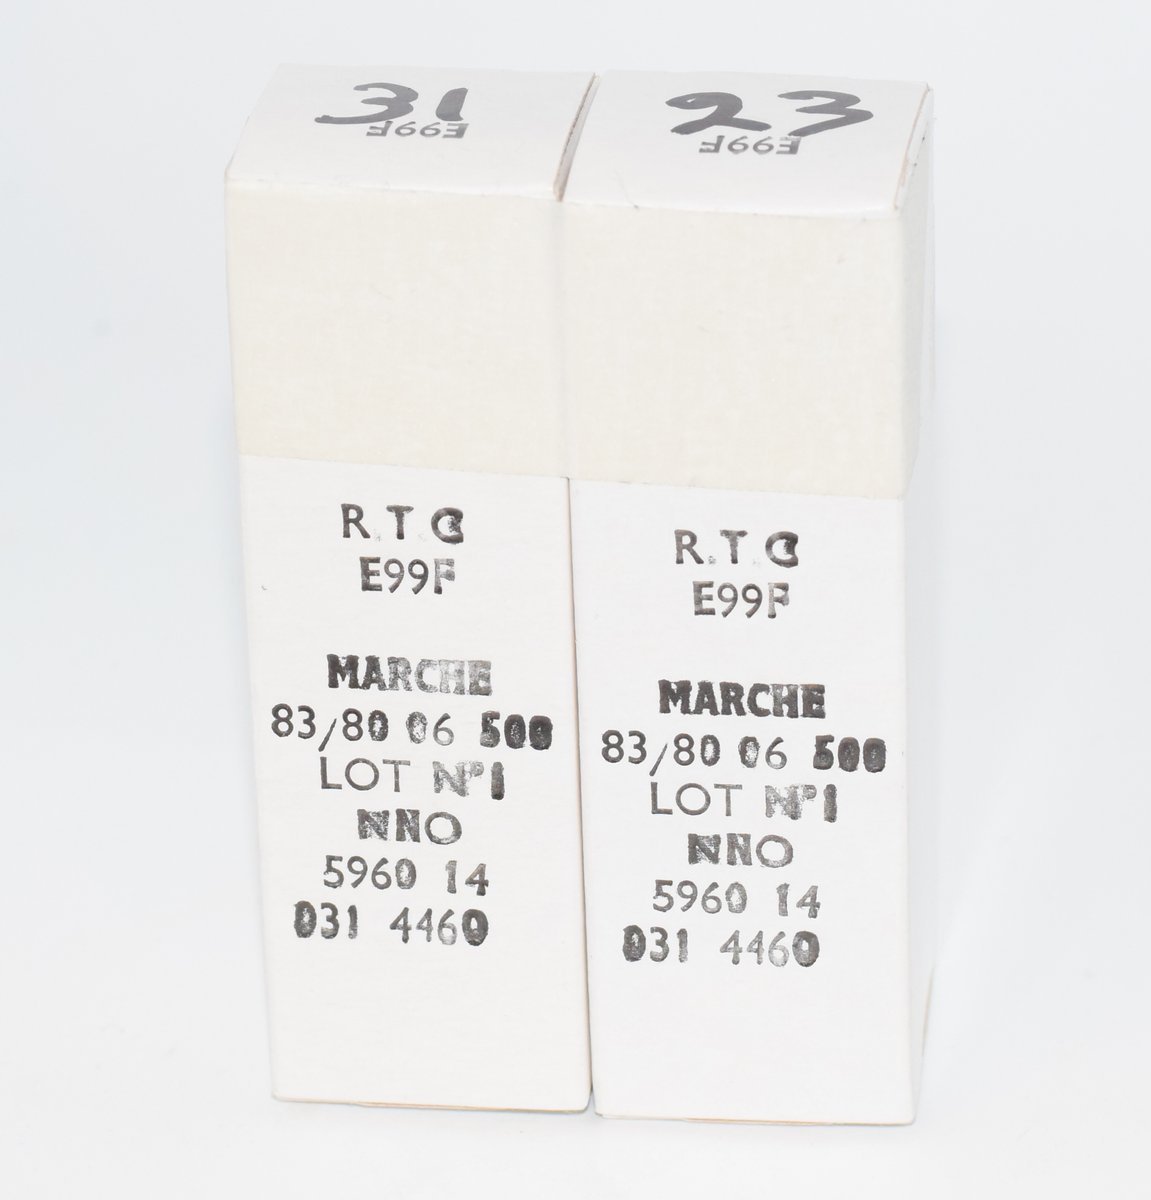 31
E99F
R.T.C
E99F
MARCHE
83/80 06 500
LOT N°1
NNO
5960 14
031 4460
23
E99F
R.T.C
E99F
MARCHE
83/80 06 500
LOT N°1
NNO
5960 14
031 4460